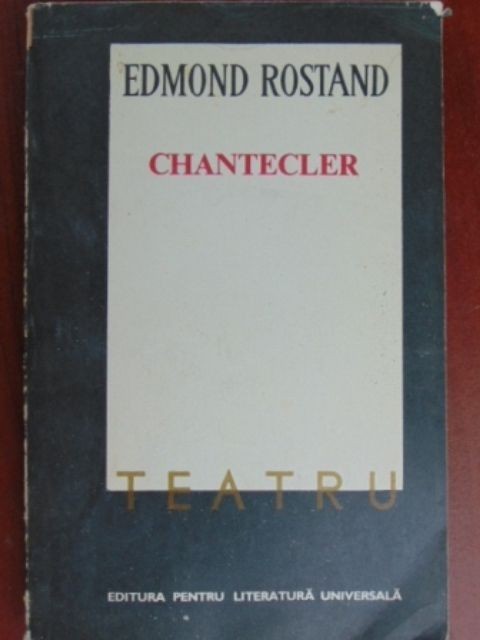 EDMOND ROSTAND
CHANTECLER
TEATRU
EDITURA PENTRU LITERATURĂ UNIVERSALĂ